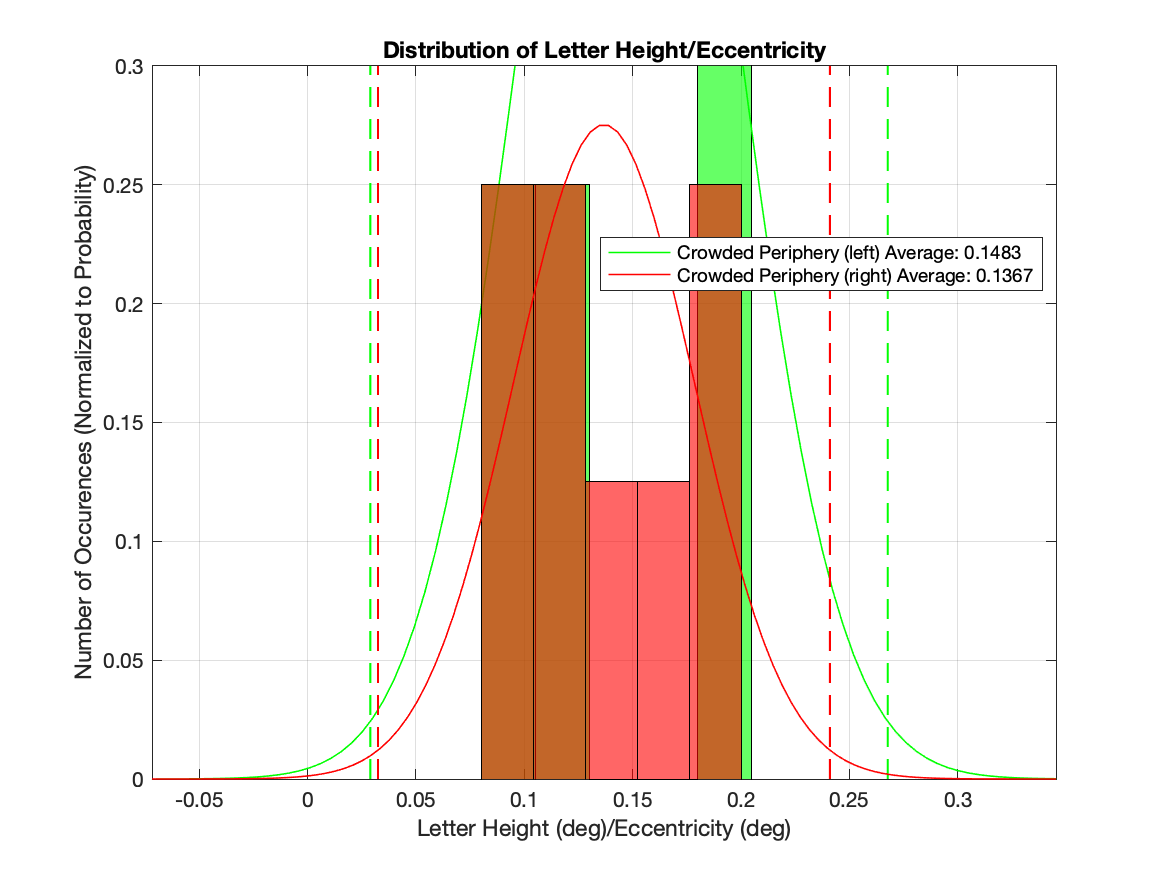 Distribution of Letter Height/Eccentricity
Number of Occurences (Normalized to Probability)
0.3
0.25
0.2
0.15
0.1
0.05
0
Crowded Periphery (left) Average: 0.1483
Crowded Periphery (right) Average: 0.1367
-0.05 0 0.05 0.1 0.15 0.2 0.25 0.3
Letter Height (deg)/Eccentricity (deg)